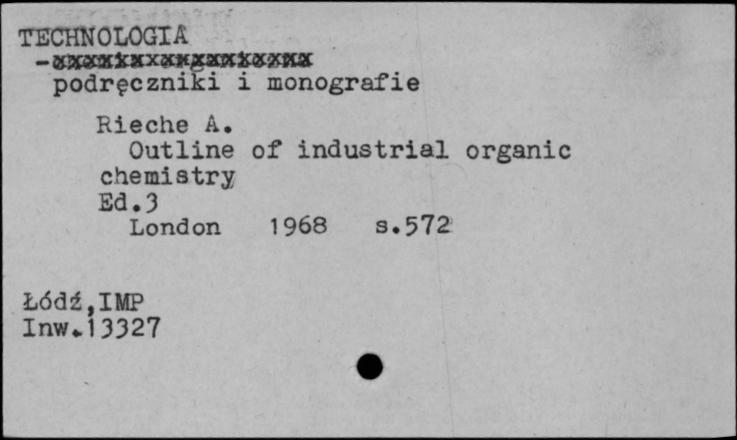 TECHNOLOGIA
-
podręczniki i monografie
Rieche A.
Outline of industrial organic
chemistry
Ed.3
London 1968 s.572
Łódź,IMP
Inw.13327